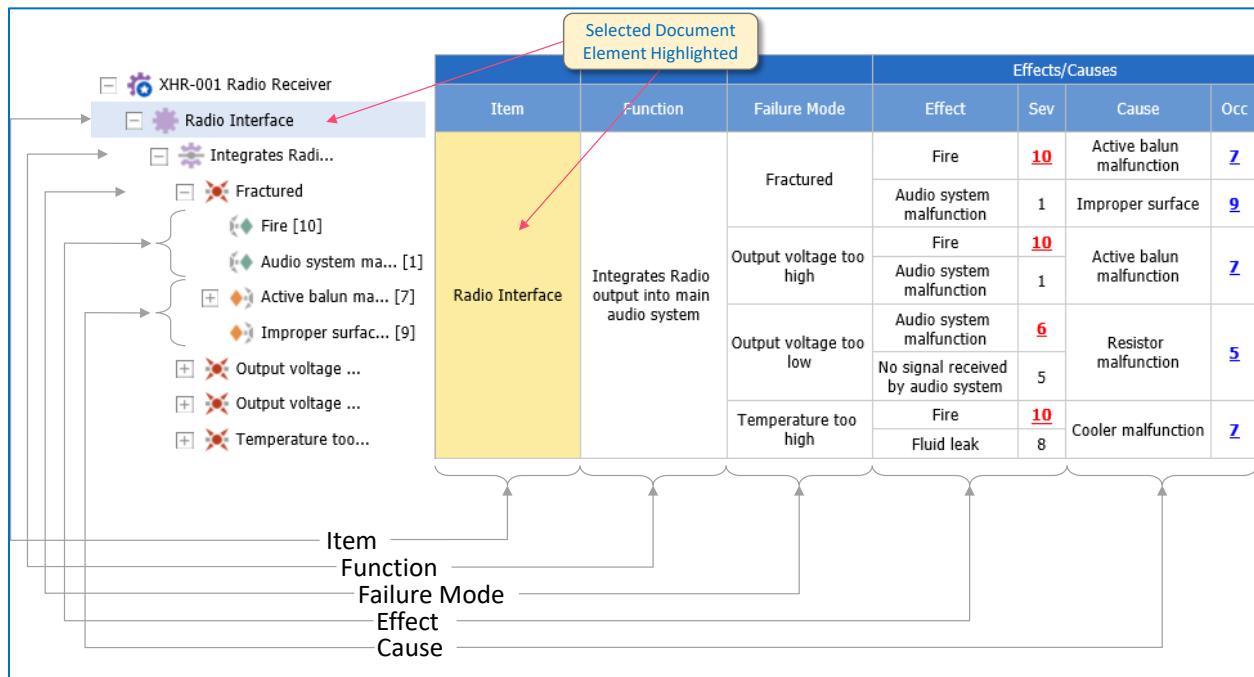 Selected Document
Element Highlighted
XHR-001 Radio Receiver
Radio Interface
Integrates Radi...
Fractured
Fire [10]
Audio system ma... [1]
Active balun ma... [7]
Improper surfac... [9]
Output voltage ...
Output voltage ...
Temperature too...
Effects/Causes
Item Function Failure Mode Effect Sev Cause Occ
Radio Interface
Integrates Radio
output into main
audio system
Fractured
Fire 10
Active balun
malfunction
7
Audio system
malfunction
1 Improper surface 9
Output voltage too
high
Fire 10
Audio system
malfunction
1
Active balun
malfunction
7
Output voltage too
low
Audio system
malfunction
6
No signal received
by audio system
5
Resistor
malfunction
5
Temperature too
high
Fire 10
Fluid leak 8
Cooler malfunction 7
Item
Function
Failure Mode
Effect
Cause